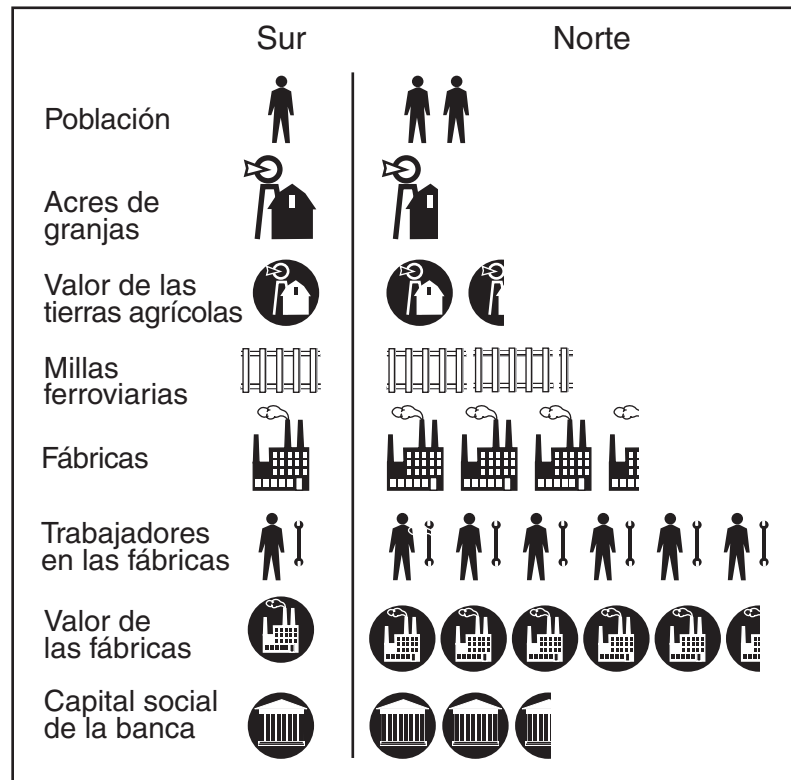 Sur
Norte
Población
Acres de
granjas
Valor de las
tierras agrícolas
Millas
ferroviarias
Fábricas
Trabajadores
en las fábricas
Valor de
las fábricas
Capital social
de la banca